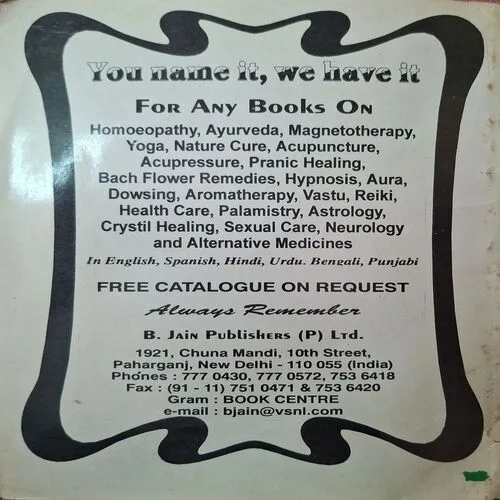 You name it, we have it
FOR ANY BOOKS ON
Homoeopathy, Ayurveda, Magnetotherapy,
Yoga, Nature Cure, Acupuncture,
Acupressure, Pranic Healing,
Bach Flower Remedies, Hypnosis, Aura,
Dowsing, Aromatherapy, Vastu, Reiki,
Health Care, Palamistry, Astrology,
Crystil Healing, Sexual Care, Neurology
and Alternative Medicines
In English, Spanish, Hindi, Urdu. Bengali, Punjabi
FREE CATALOGUE ON REQUEST
Always Remember
B. JAIN PUBLISHERS (P) LTD.
1921, Chuna Mandi, 10th Street,
Paharganj, New Delhi - 110 055 (India)
Phones : 777 0430, 777 0572, 753 6418
Fax : (91 - 11) 751 0471 & 753 6420
Gram : BOOK CENTRE
e-mail : bjain@vsnl.com